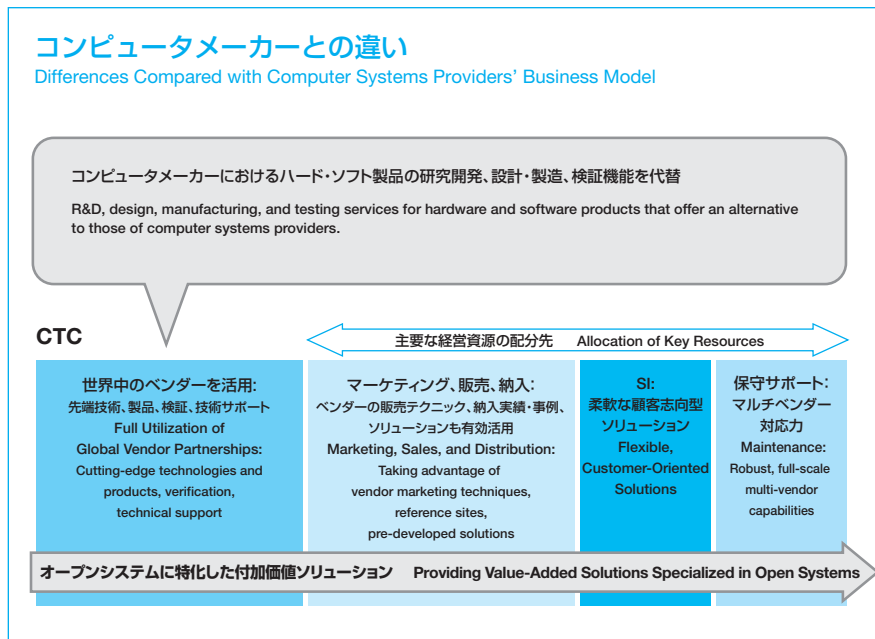 コンピュータメーカーとの違い
Differences Compared with Computer Systems Providers' Business Model
コンピュータメーカーにおけるハード・ソフト製品の研究開発、設計・製造、検証機能を代替
R&D, design, manufacturing, and testing services for hardware and software products that offer an alternative
to those of computer systems providers.
CTC
主要な経営資源の配分先 Allocation of Key Resources
世界中のベンダーを活用:
先端技術、製品、検証、技術サポート
Full Utilization of
Global Vendor Partnerships:
Cutting-edge technologies and
products, verification,
technical support
マーケティング、販売、納入:
ベンダーの販売テクニック、納入実績・事例、
ソリューションも有効活用
Marketing, Sales, and Distribution:
Taking advantage of
vendor marketing techniques,
reference sites,
pre-developed solutions
SI:
柔軟な顧客志向型
ソリューション
Flexible,
Customer-Oriented
Solutions
保守サポート:
マルチベンダー
対応力
Maintenance:
Robust, full-scale
multi-vendor
capabilities
オープンシステムに特化した付加価値ソリューション Providing Value-Added Solutions Specialized in Open Systems